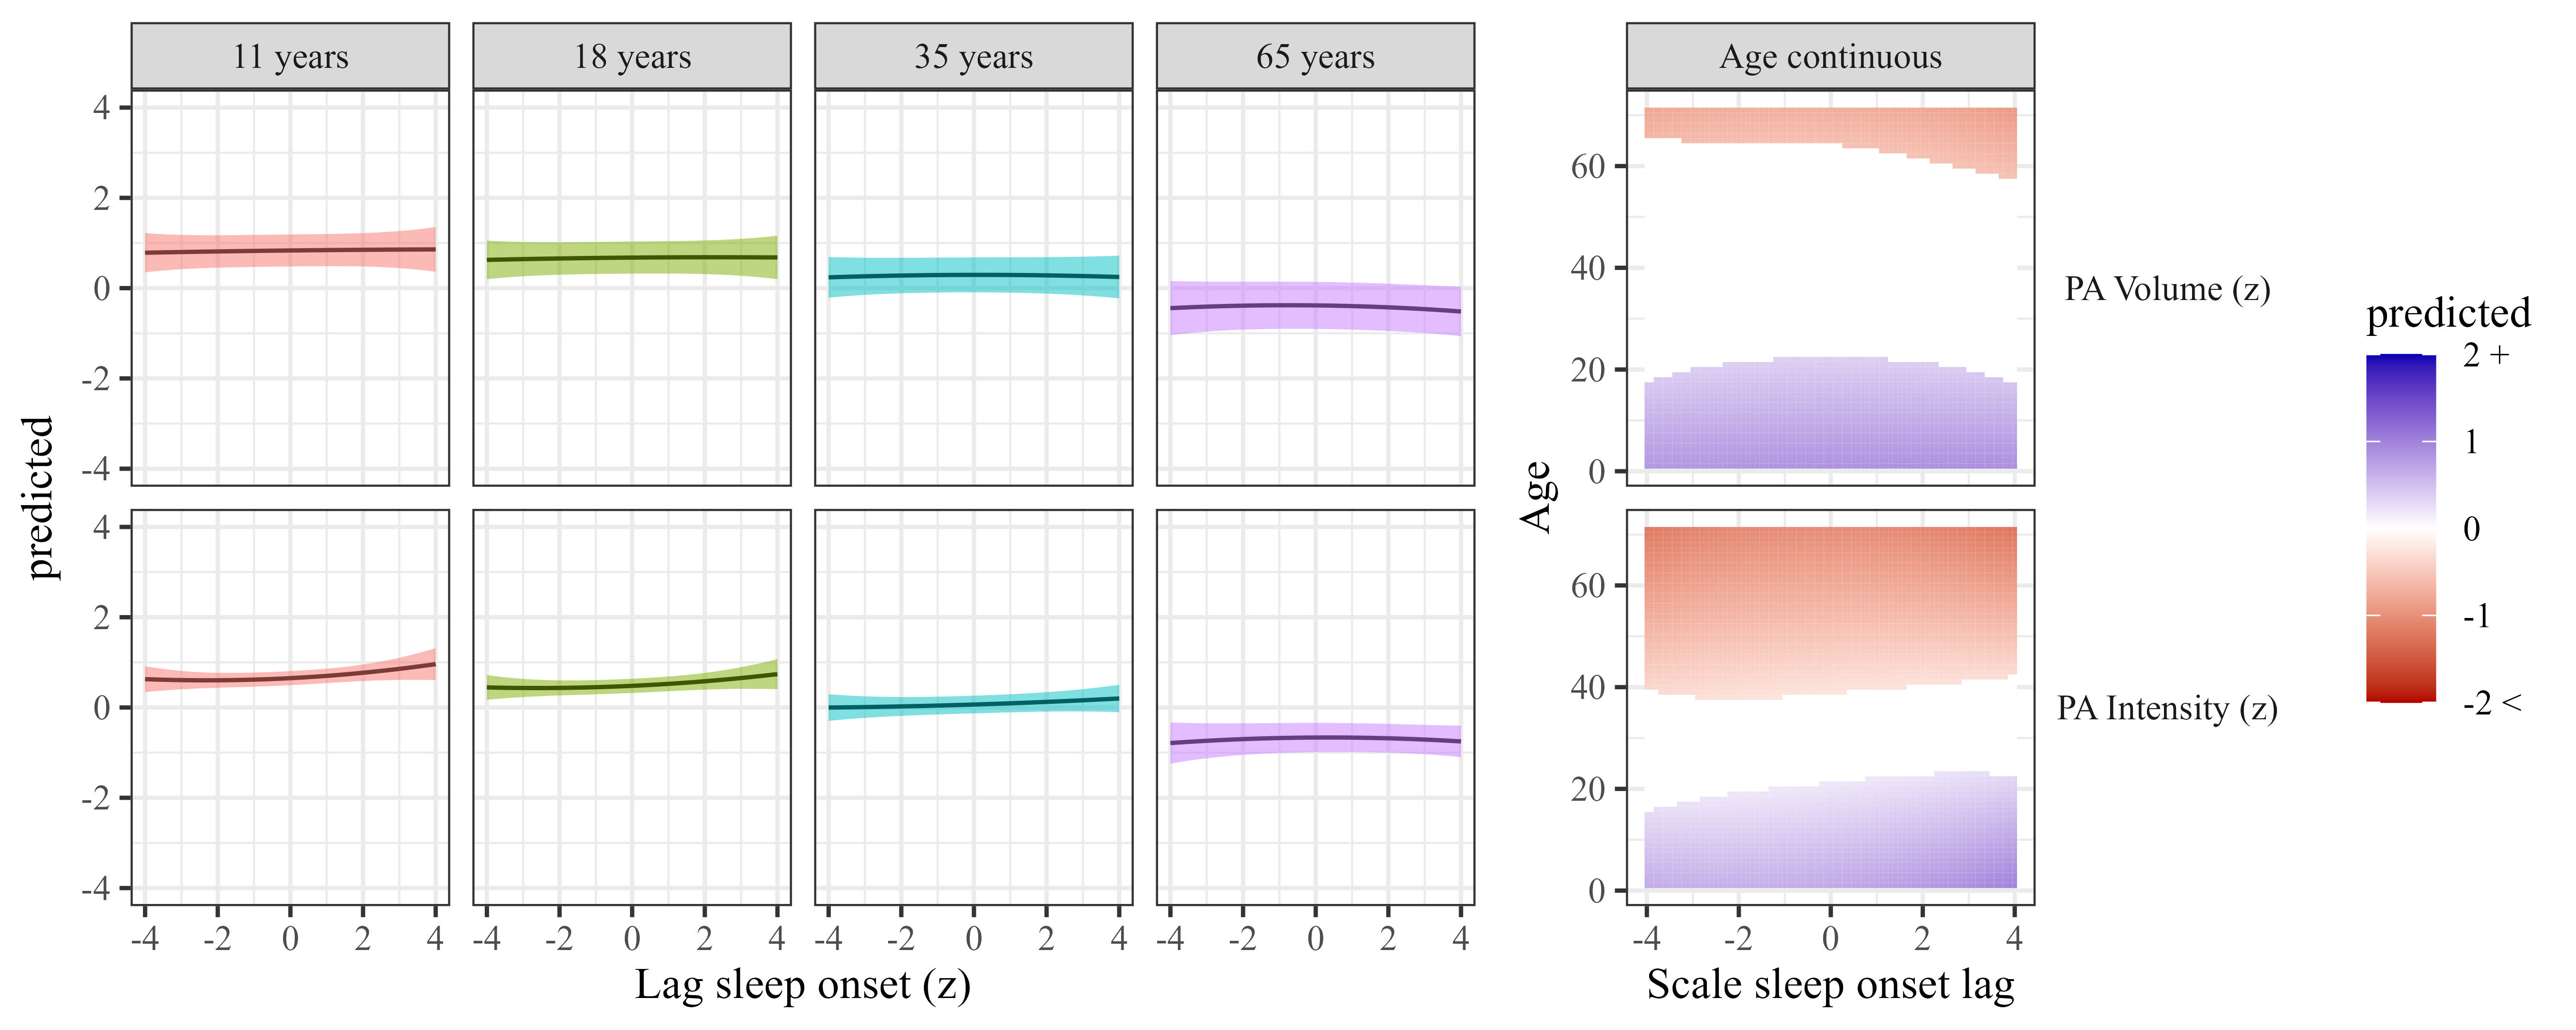 11 years
18 years
35 years
65 years
Age continuous
predicted
4
2
0
-2
-4
4
2
0
-2
-4
-4 -2 0 2 4
-4 -2 0 2 4
-4 -2 0 2 4
-4 -2 0 2 4
Lag sleep onset (z)
Age
60
40
20
0
60
40
20
0
-4 -2 0 2 4
Scale sleep onset lag
PA Volume (z)
PA Intensity (z)
predicted
2 +
1
0
-1
-2 <